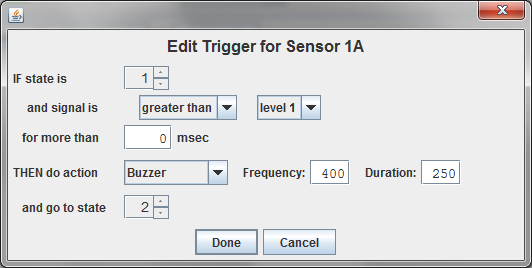 Edit Trigger for Sensor 1A
IF state is 1
and signal is greater than level 1
for more than 0 msec
THEN do action Buzzer Frequency: 400 Duration: 250
and go to state 2
Done Cancel